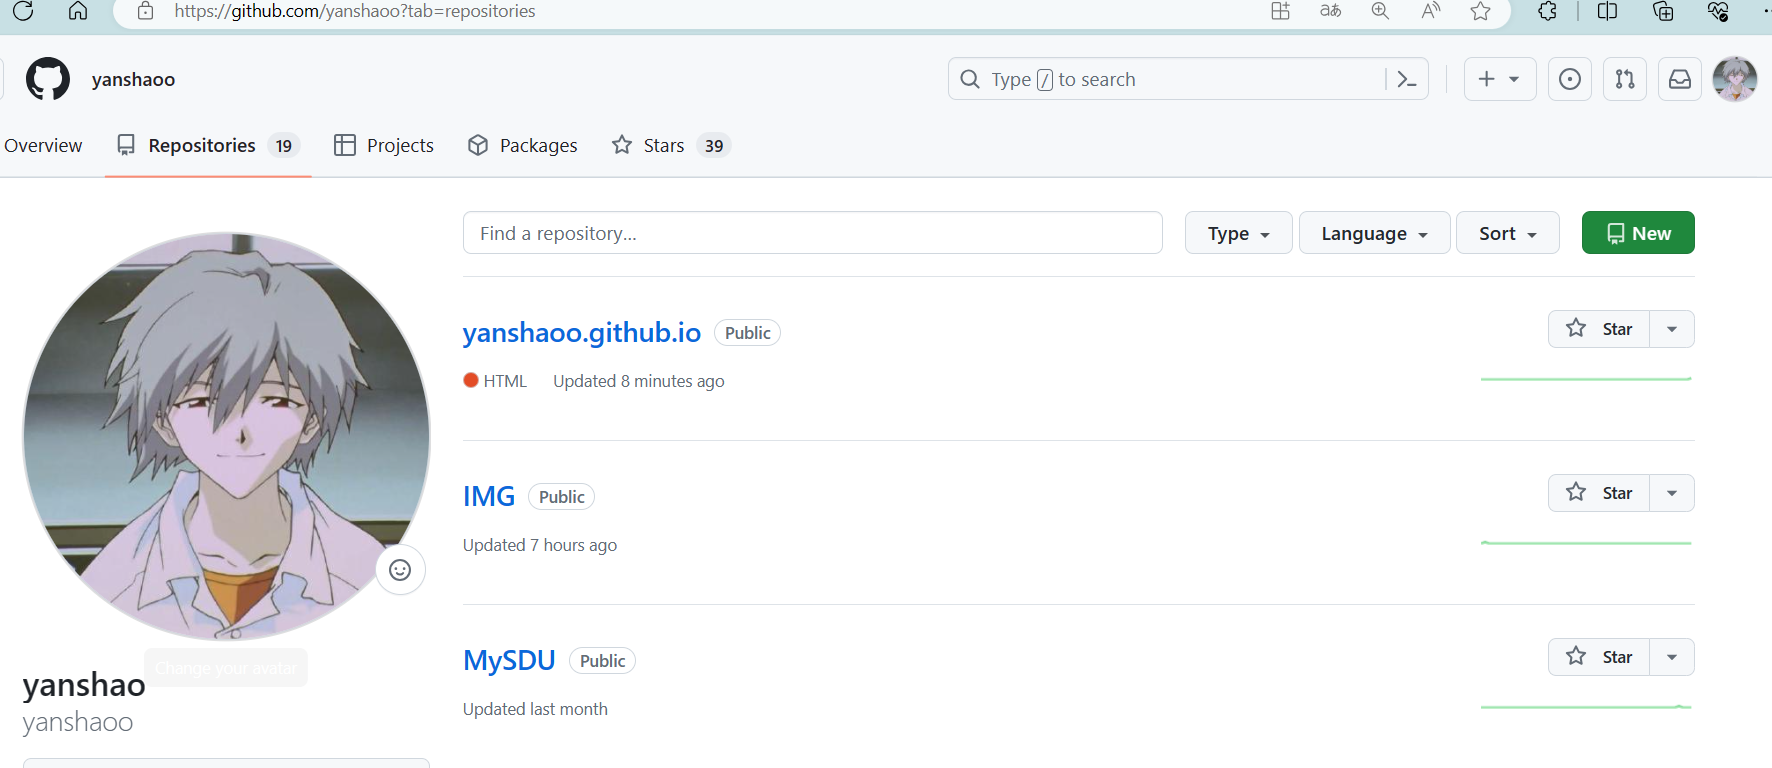 https://github.com/yanshaoo?tab=repositories
yanshaoo
Type / to search
Overview
Repositories 19
Projects
Packages
Stars 39
Find a repository...
Type
Language
Sort
New
yanshaoo.github.io Public
Star
HTML Updated 8 minutes ago
IMG Public
Star
Updated 7 hours ago
MySDU Public
Star
Updated last month
Change your avatar
yanshao
yanshaoo